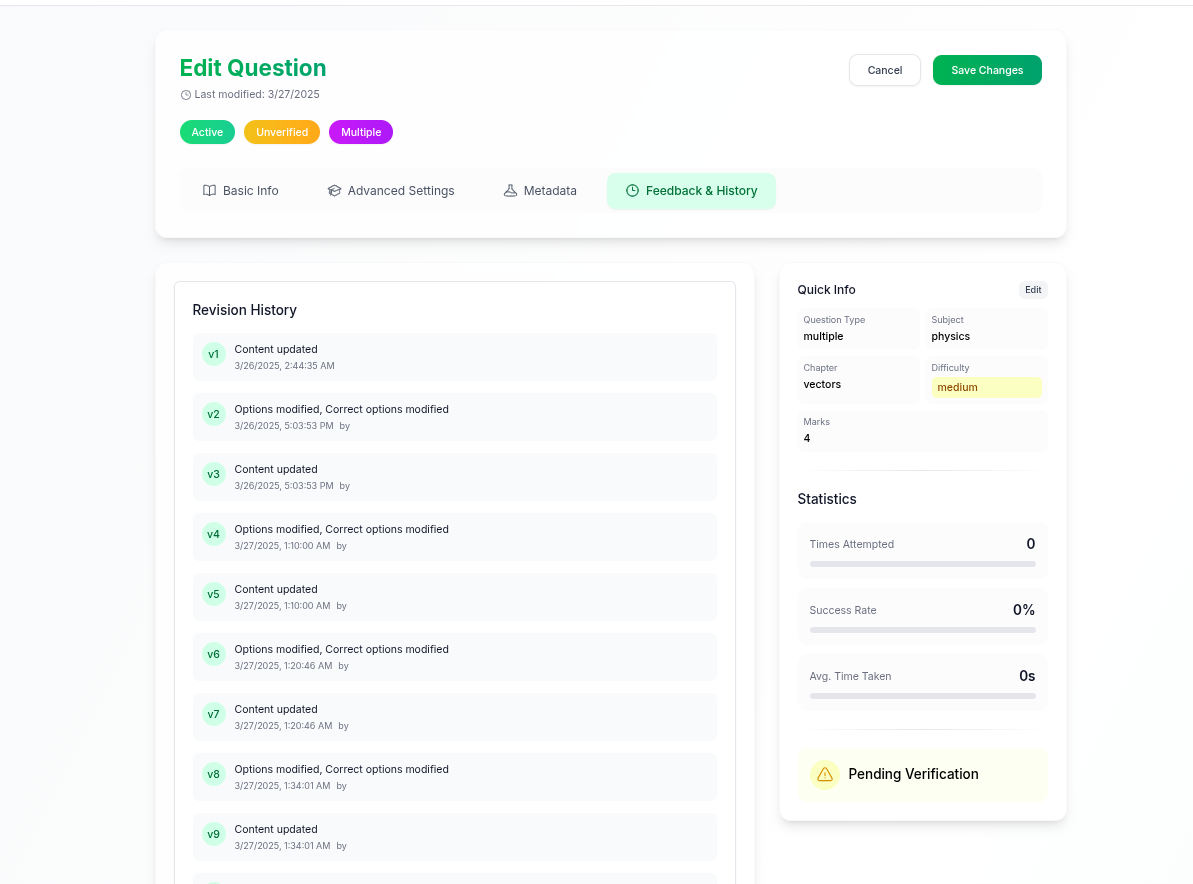 Edit Question
Last modified: 3/27/2025
Cancel
Save Changes
Active
Unverified
Multiple
Basic Info
Advanced Settings
Metadata
Feedback & History
Revision History
v1
Content updated
3/26/2025, 2:44:35 AM
v2
Options modified, Correct options modified
3/26/2025, 5:03:53 PM by
v3
Content updated
3/26/2025, 5:03:53 PM by
v4
Options modified, Correct options modified
3/27/2025, 1:10:00 AM by
v5
Content updated
3/27/2025, 1:10:00 AM by
v6
Options modified, Correct options modified
3/27/2025, 1:20:46 AM by
v7
Content updated
3/27/2025, 1:20:46 AM by
v8
Options modified, Correct options modified
3/27/2025, 1:34:01 AM by
v9
Content updated
3/27/2025, 1:34:01 AM by
Quick Info
Edit
Question Type
multiple
Subject
physics
Chapter
vectors
Difficulty
medium
Marks
4
Statistics
Times Attempted
0
Success Rate
0%
Avg. Time Taken
0s
Pending Verification